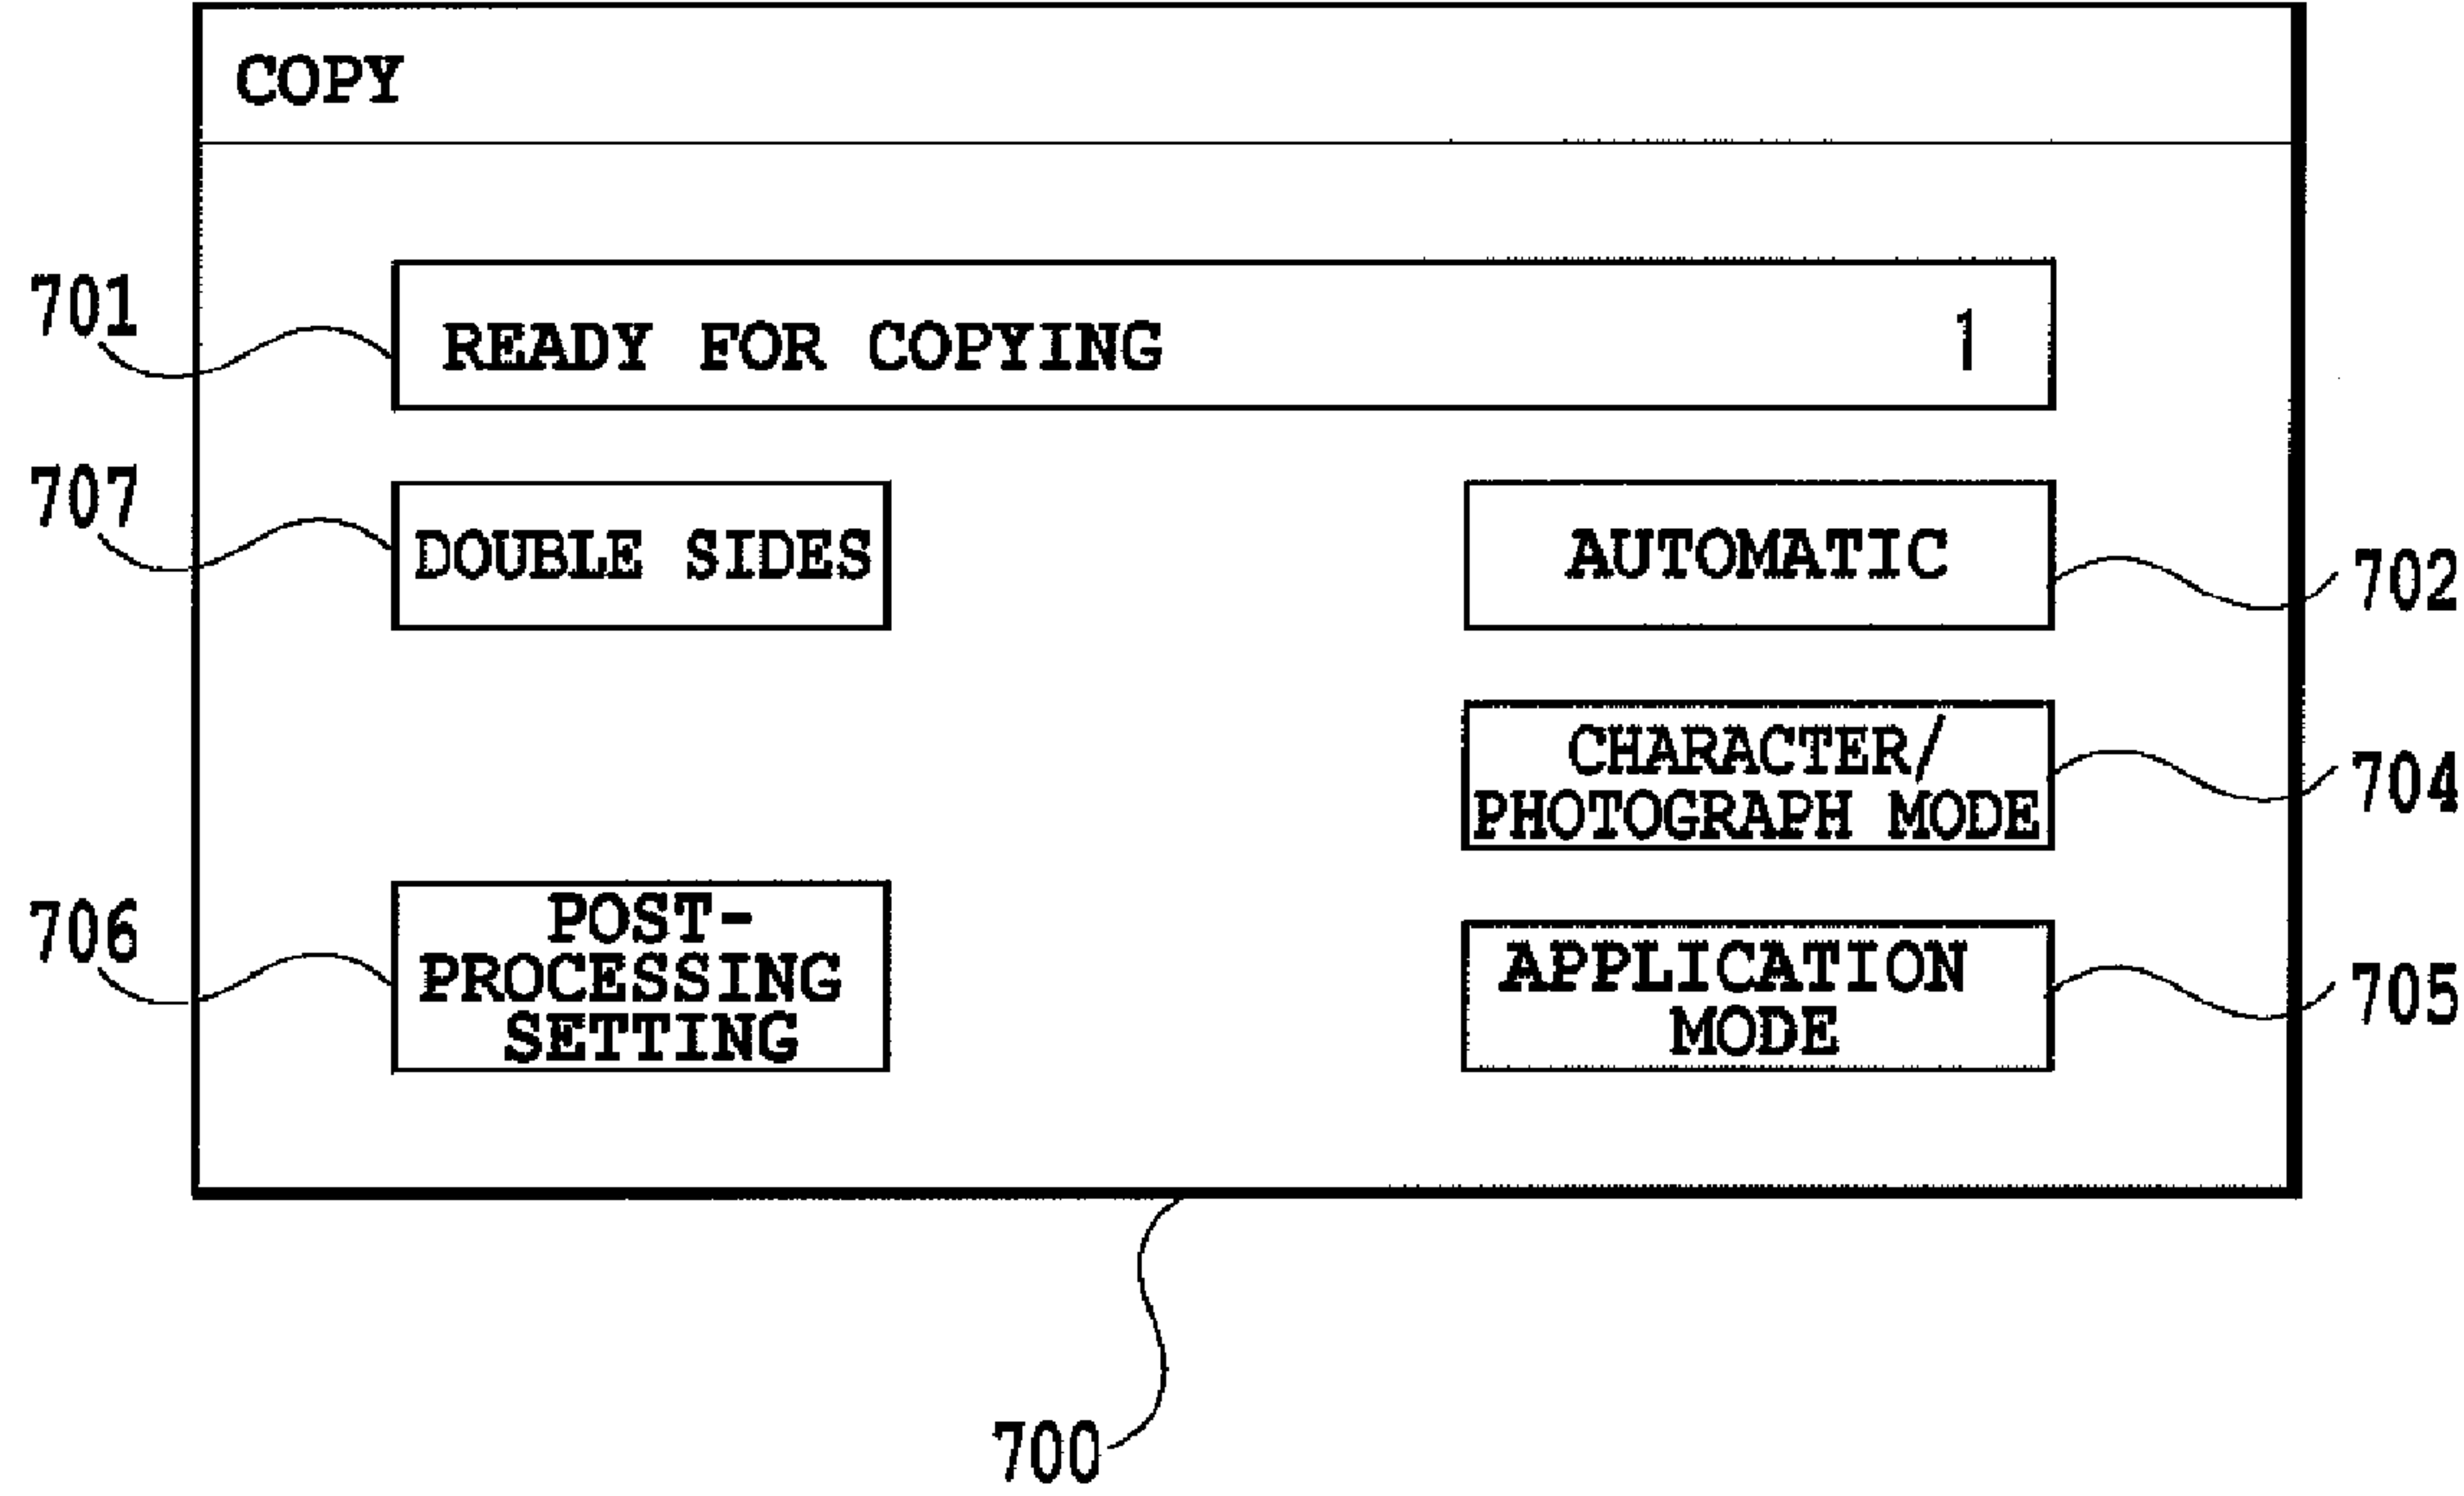 COPY
701
READY FOR COPYING 1
707
DOUBLE SIDES
AUTOMATIC
702
CHARACTER/
PHOTOGRAPH MODE
704
706
POST-
PROCESSING
SETTING
APPLICATION
MODE
705
700